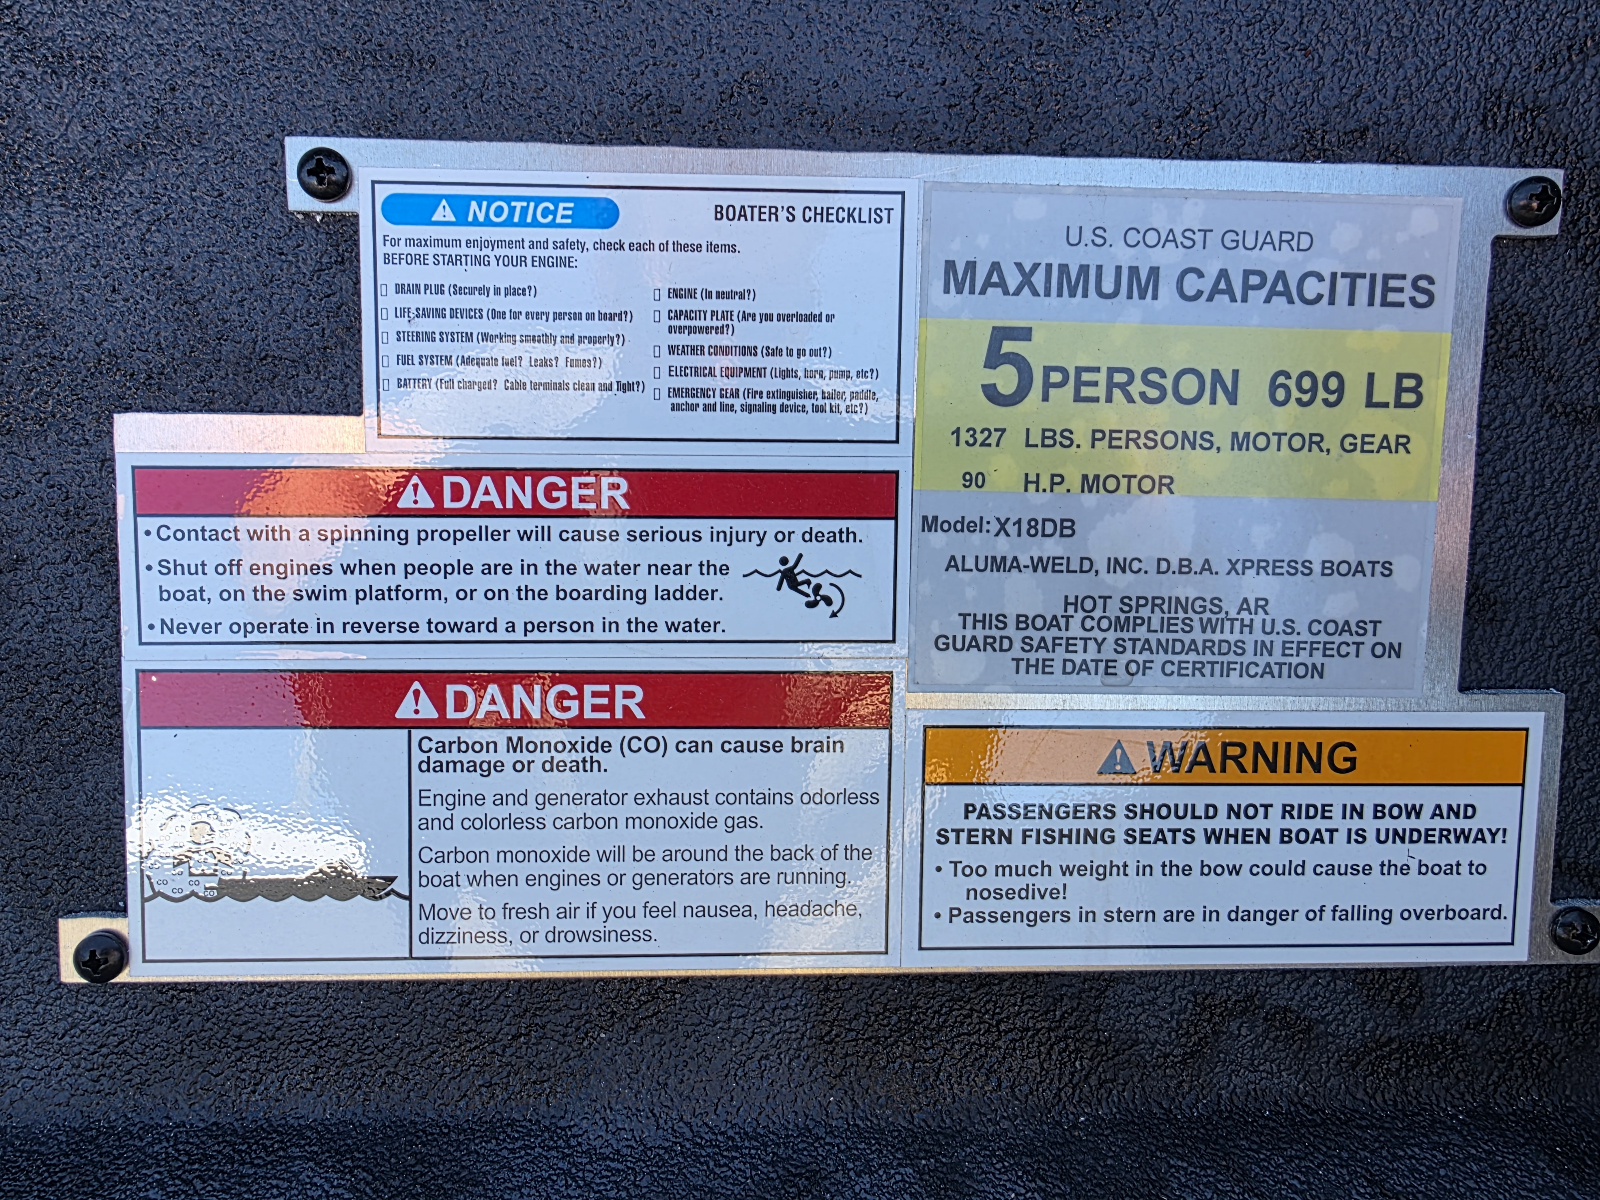 NOTICE
BOATER'S CHECKLIST
For maximum enjoyment and safety, check each of these items.
BEFORE STARTING YOUR ENGINE:
DRAIN PLUG (Securely in place?)
LIFE-SAVING DEVICES (One for every person on board?)
STEERING SYSTEM (Working smoothly and properly?)
FUEL SYSTEM (Adequate fuel? Leaks? Fumes?)
BATTERY (Full charged? Cable terminals clean and Tight?)
ENGINE (In neutral?)
CAPACITY PLATE (Are you overloaded or
overpowered?)
WEATHER CONDITIONS (Safe to go out?)
ELECTRICAL EQUIPMENT (Lights, horn, pump, etc?)
EMERGENCY GEAR (Fire extinguisher, bailer, paddle,
anchor and line, signaling device, tool kit, etc?)
DANGER
• Contact with a spinning propeller will cause serious injury or death.
• Shut off engines when people are in the water near the
boat, on the swim platform, or on the boarding ladder.
• Never operate in reverse toward a person in the water.
DANGER
Carbon Monoxide (CO) can cause brain
damage or death.
Engine and generator exhaust contains odorless
and colorless carbon monoxide gas.
Carbon monoxide will be around the back of the
boat when engines or generators are running.
Move to fresh air if you feel nausea, headache,
dizziness, or drowsiness.
CO CO CO CO
U.S. COAST GUARD
MAXIMUM CAPACITIES
5 PERSON 699 LB
1327 LBS. PERSONS, MOTOR, GEAR
90 H.P. MOTOR
Model: X18DB
ALUMA-WELD, INC. D.B.A. XPRESS BOATS
HOT SPRINGS, AR
THIS BOAT COMPLIES WITH U.S. COAST
GUARD SAFETY STANDARDS IN EFFECT ON
THE DATE OF CERTIFICATION
WARNING
PASSENGERS SHOULD NOT RIDE IN BOW AND
STERN FISHING SEATS WHEN BOAT IS UNDERWAY!
• Too much weight in the bow could cause the boat to
nosedive!
• Passengers in stern are in danger of falling overboard.